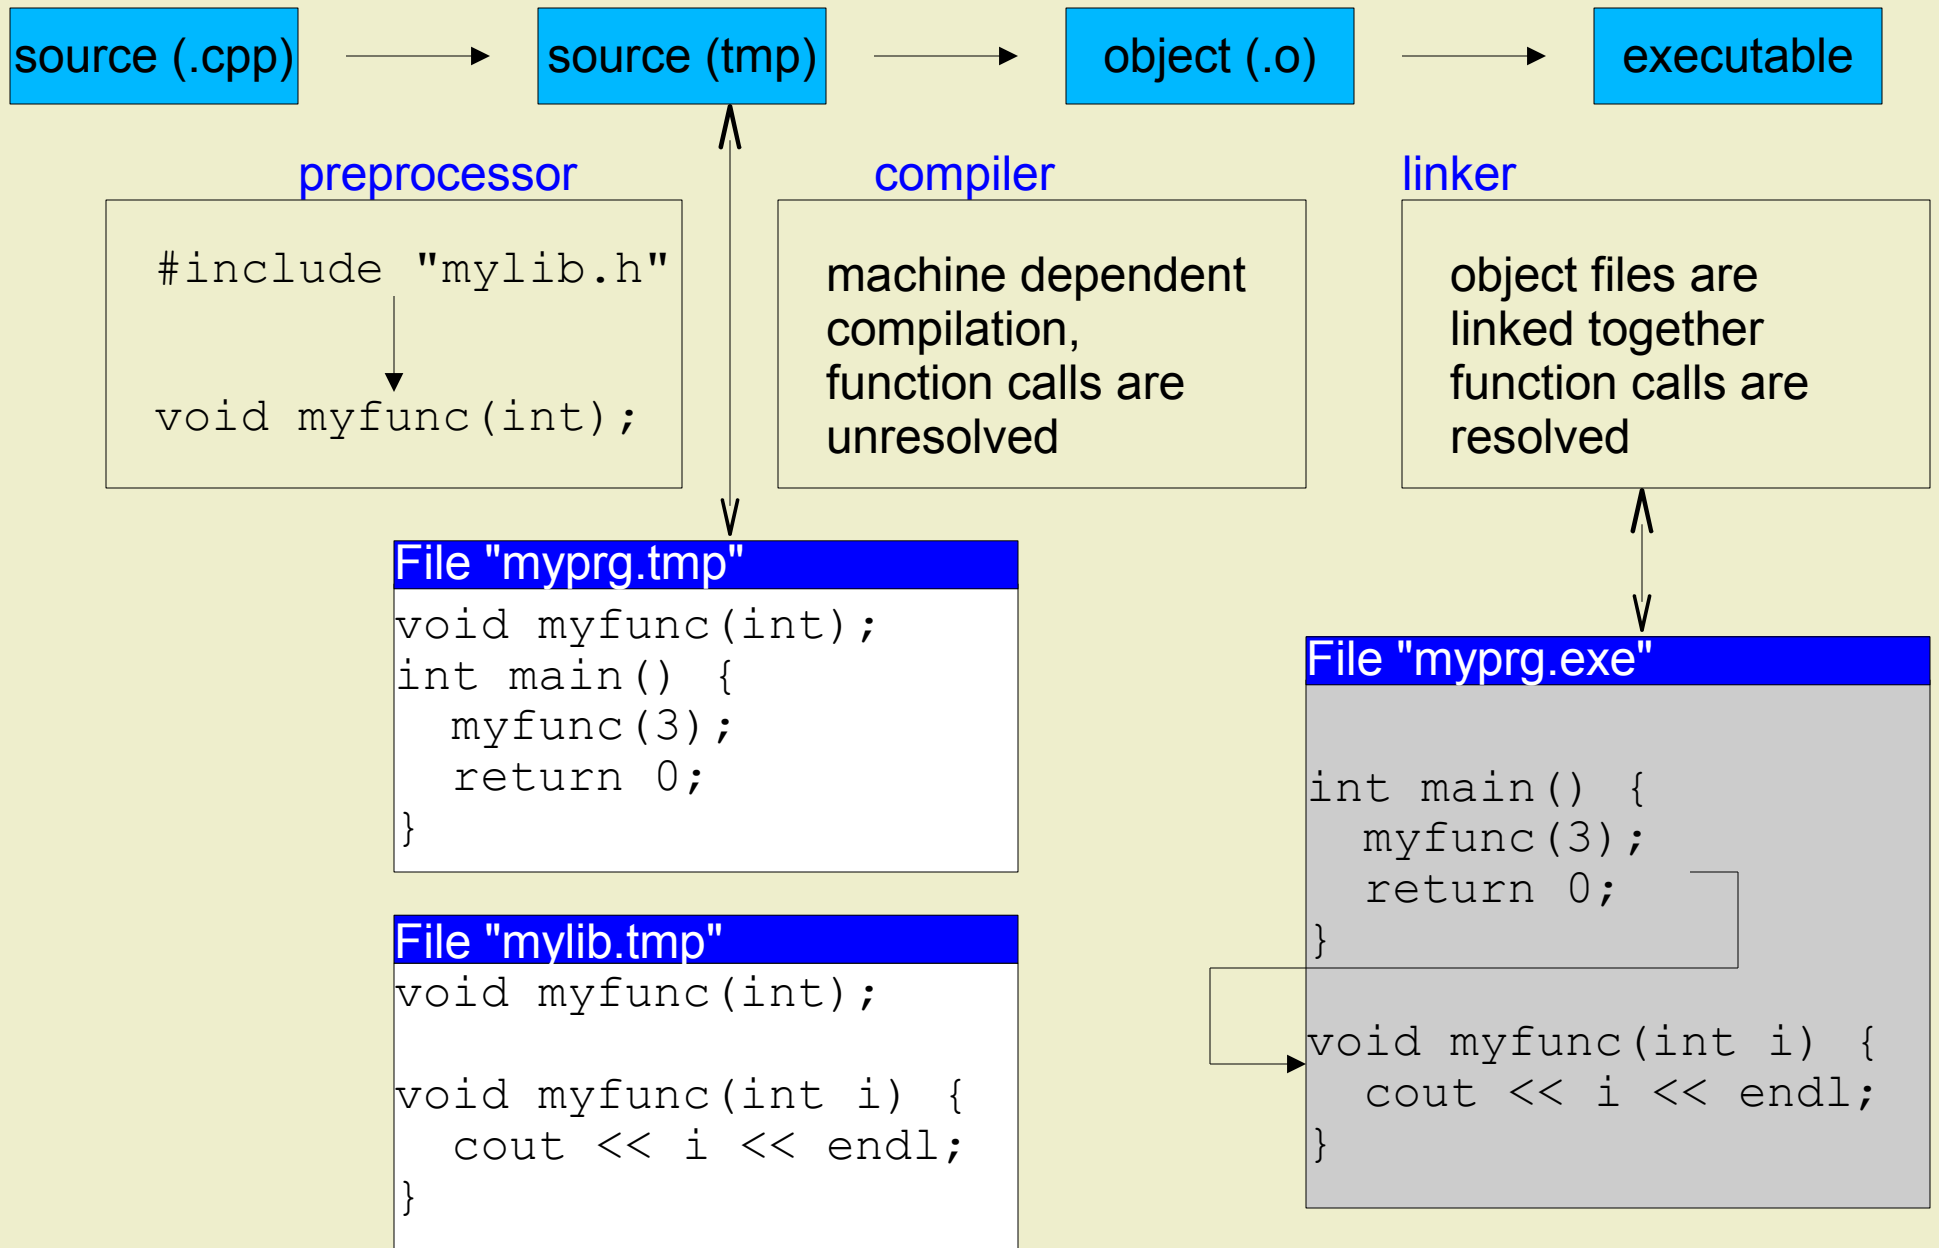 source (.cpp)
source (tmp)
object (.o)
executable
preprocessor
#include "mylib.h"
void myfunc(int);
compiler
machine dependent
compilation,
function calls are
unresolved
linker
object files are
linked together
function calls are
resolved
File "myprg.tmp"
void myfunc(int);
int main() {
  myfunc(3);
  return 0;
}
File "mylib.tmp"
void myfunc(int);
void myfunc(int i) {
  cout << i << endl;
}
File "myprg.exe"
int main() {
  myfunc(3);
  return 0;
}
void myfunc(int i) {
  cout << i << endl;
}